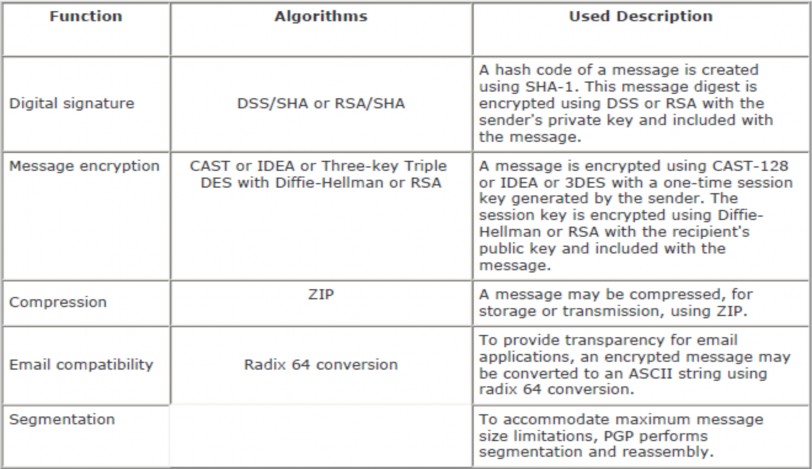 Function
Algorithms
Used Description
Digital signature
DSS/SHA or RSA/SHA
A hash code of a message is created
using SHA-1. This message digest is
encrypted using DSS or RSA with the
sender's private key and included with
the message.
Message encryption
CAST or IDEA or Three-key Triple
DES with Diffie-Hellman or RSA
A message is encrypted using CAST-128
or IDEA or 3DES with a one-time session
key generated by the sender. The
session key is encrypted using Diffie-
Hellman or RSA with the recipient's
public key and included with the
message.
Compression
ZIP
A message may be compressed, for
storage or transmission, using ZIP.
Email compatibility
Radix 64 conversion
To provide transparency for email
applications, an encrypted message may
be converted to an ASCII string using
radix 64 conversion.
Segmentation
To accommodate maximum message
size limitations, PGP performs
segmentation and reassembly.